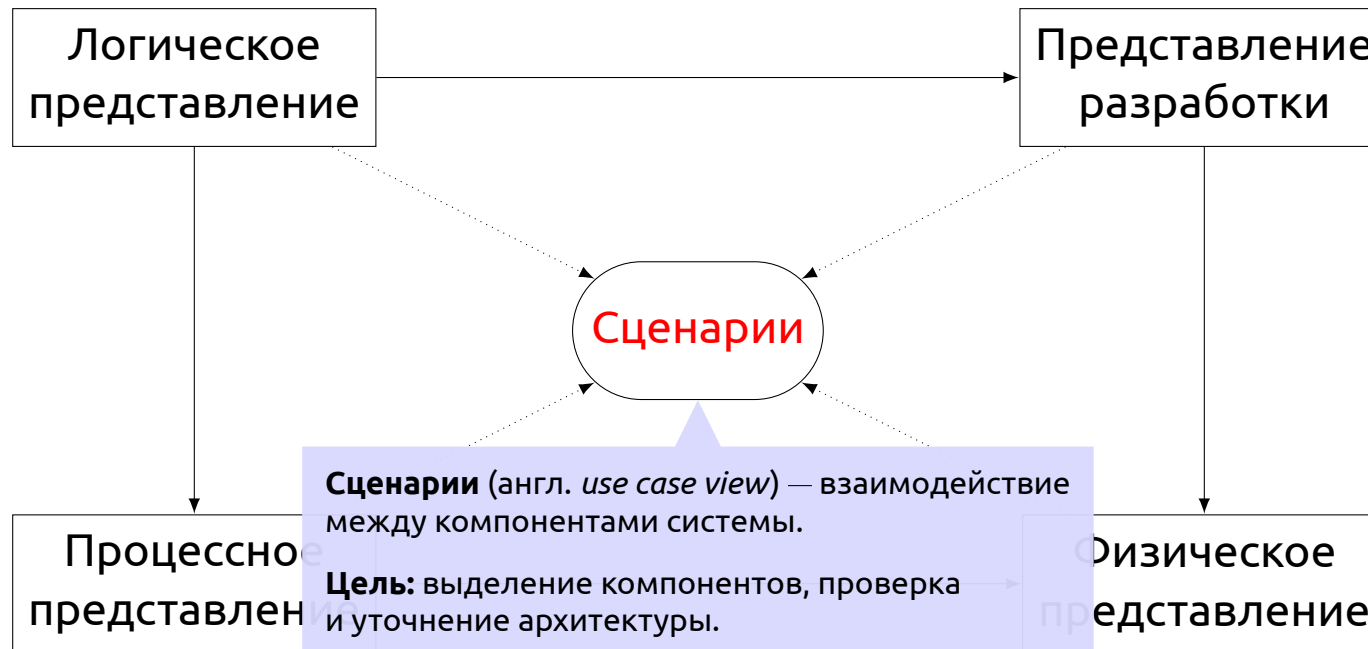 Логическое
представление
Представление
разработки
Сценарии
Сценарии (англ. use case view) — взаимодействие
между компонентами системы.
Цель: выделение компонентов, проверка
и уточнение архитектуры.
Процессное
представление
Физическое
представление